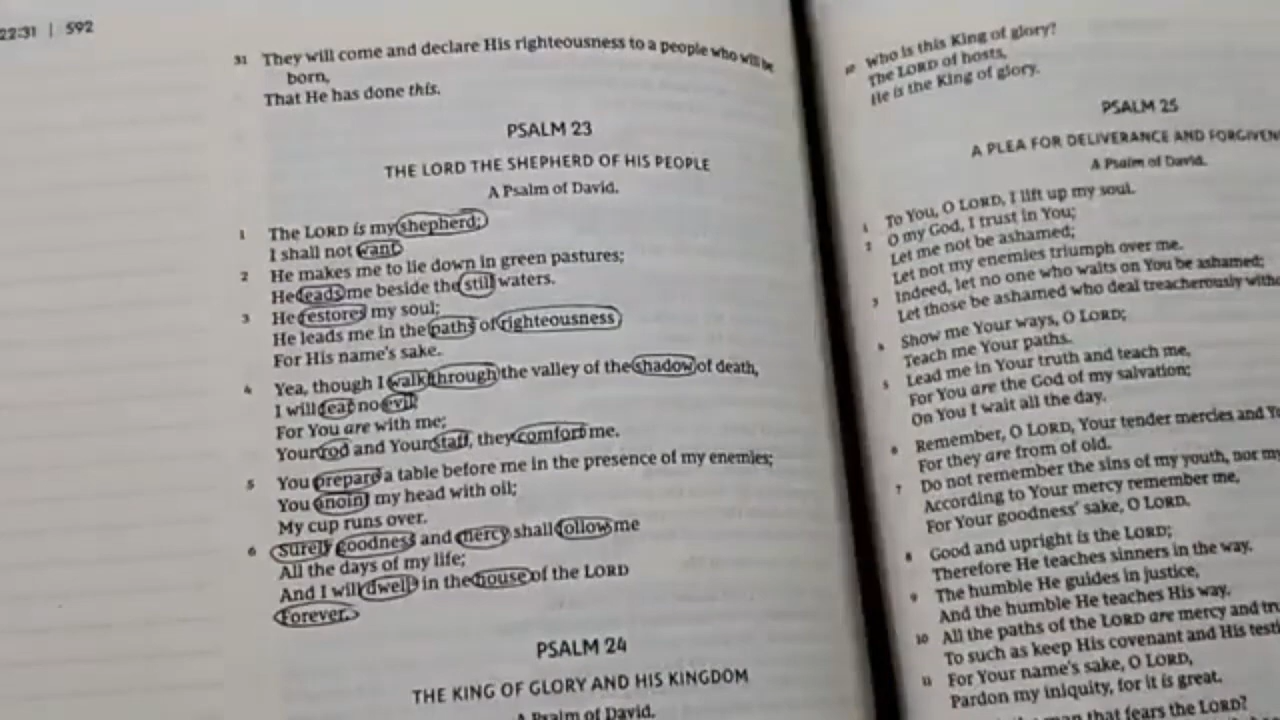 22:31 | 592
31 They will come and declare His righteousness to a people who will be
born,
That He has done this.
PSALM 23
THE LORD THE SHEPHERD OF HIS PEOPLE
A Psalm of David.
1 The LORD is my shepherd;
I shall not want.
2 He makes me to lie down in green pastures;
He leads me beside the still waters.
3 He restores my soul;
He leads me in the paths of righteousness
For His name's sake.
4 Yea, though I walk through the valley of the shadow of death,
I will fear no evil;
For You are with me;
Your rod and Your staff, they comfort me.
5 You prepare a table before me in the presence of my enemies;
You anoint my head with oil;
My cup runs over.
6 Surely goodness and mercy shall follow me
All the days of my life;
And I will dwell in the house of the LORD
Forever.
PSALM 24
THE KING OF GLORY AND HIS KINGDOM
A Psalm of David.
10 Who is this King of glory?
The LORD of hosts,
He is the King of glory.
PSALM 25
A PLEA FOR DELIVERANCE AND
A Psalm of David.
1 To You, O LORD, I lift up my soul.
2 O my God, I trust in You;
Let me not be ashamed;
Let not my enemies triumph over me.
3 Indeed, let no one who waits on You be ashamed;
Let those be ashamed who deal treacherously
4 Show me Your ways, O LORD;
Teach me Your paths.
5 Lead me in Your truth and teach me,
For You are the God of my salvation;
On You I wait all the day.
6 Remember, O LORD, Your tender mercies and
For they are from of old.
7 Do not remember the sins of my youth, nor my
According to Your mercy remember me,
For Your goodness' sake, O LORD.
8 Good and upright is the LORD;
Therefore He teaches sinners in the way.
9 The humble He guides in justice,
And the humble He teaches His way.
10 All the paths of the LORD are mercy and
To such as keep His covenant and His
11 For Your name's sake, O LORD,
Pardon my iniquity, for it is great.
man that fears the LORD?